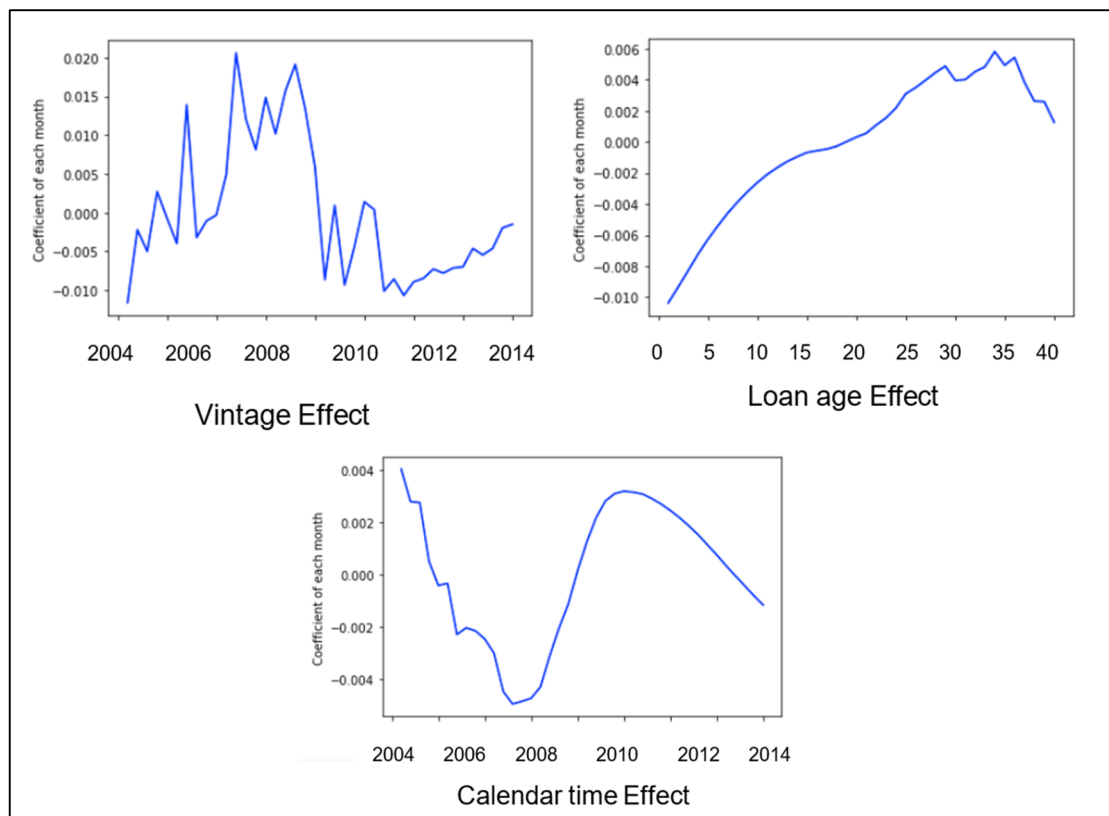 Coefficient of each month
0.020
0.015
0.010
0.005
0.000
−0.005
−0.010
2004 2006 2008 2010 2012 2014
Vintage Effect
Coefficient of each month
0.006
0.004
0.002
0.000
−0.002
−0.004
−0.006
−0.008
−0.010
0 5 10 15 20 25 30 35 40
Loan age Effect
Coefficient of each month
0.004
0.002
0.000
−0.002
−0.004
2004 2006 2008 2010 2012 2014
Calendar time Effect